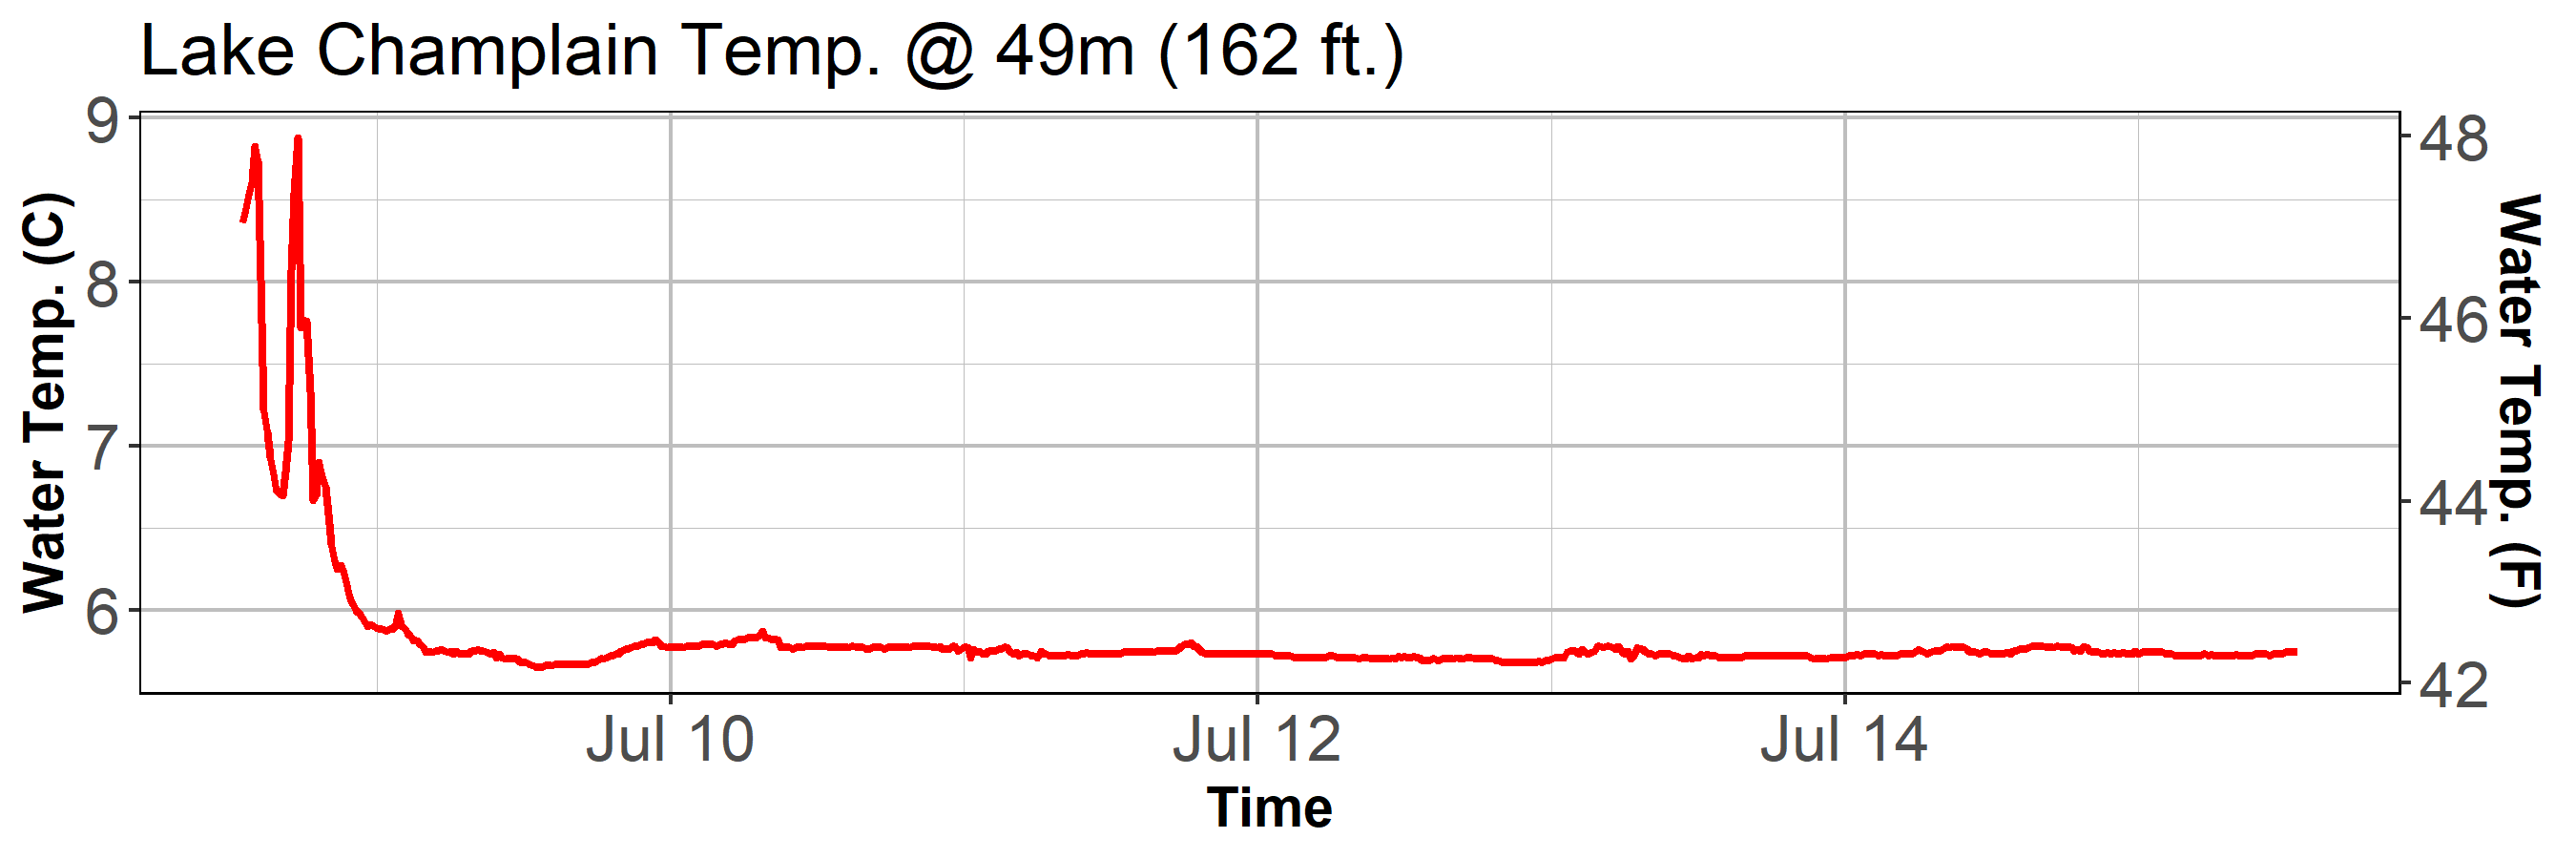 Lake Champlain Temp. @ 49m (162 ft.)
Water Temp. (C)
9
8
7
6
48
46
44
42
Water Temp. (F)
Jul 10 Jul 12 Jul 14
Time